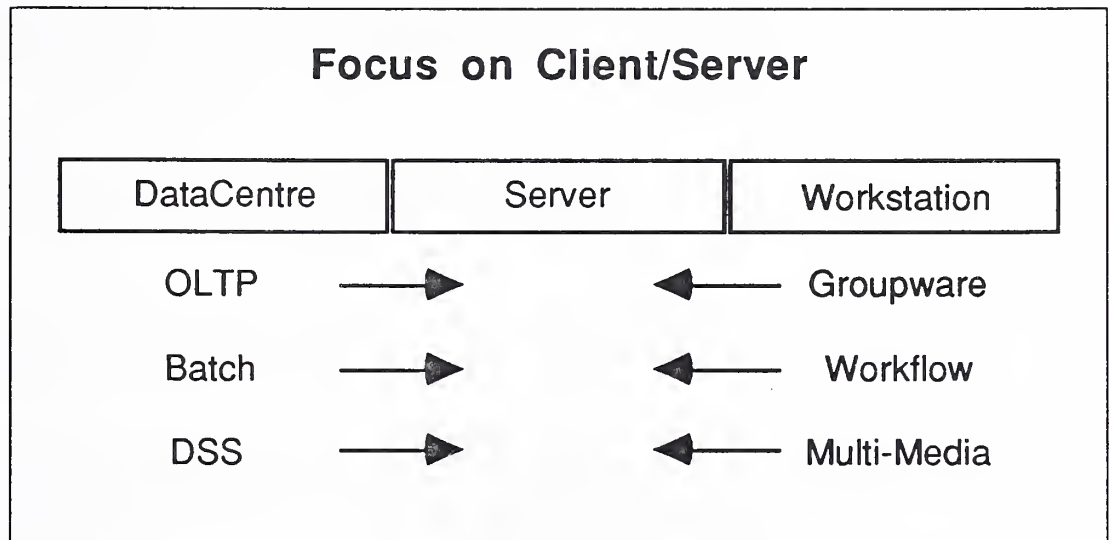 Focus on Client/Server
DataCentre Server Workstation
OLTP Groupware
Batch Workflow
DSS Multi-Media